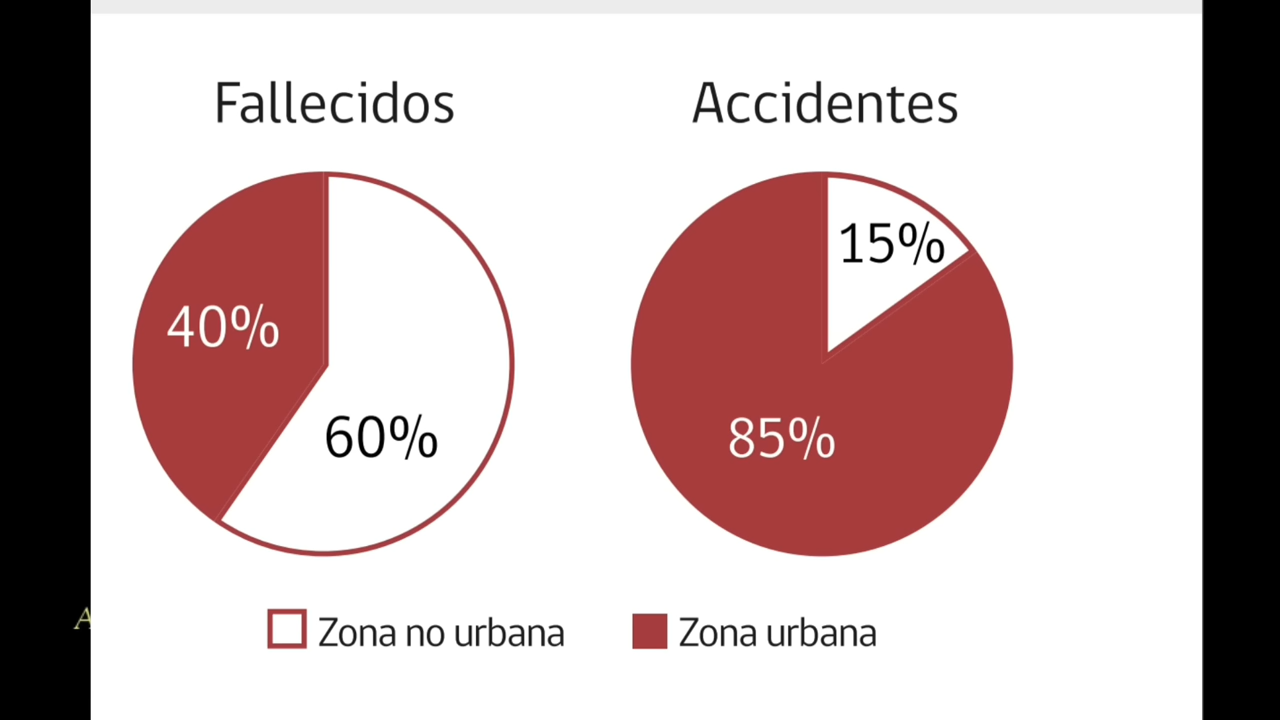 Fallecidos
Accidentes
40%
60%
15%
85%
Zona no urbana
Zona urbana
A